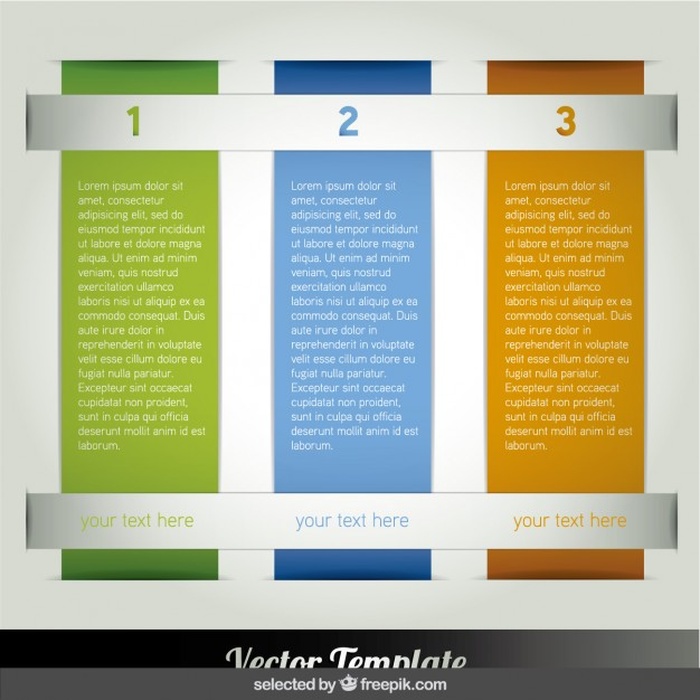 1
2
3
Lorem ipsum dolor sit
amet, consectetur
adipisicing elit, sed do
eiusmod tempor incididunt
ut labore et dolore magna
aliqua. Ut enim ad minim
veniam, quis nostrud
exercitation ullamco
laboris nisi ut aliquip ex ea
commodo consequat. Duis
aute irure dolor in
reprehenderit in voluptate
velit esse cillum dolore eu
fugiat nulla pariatur.
Excepteur sint occaecat
cupidatat non proident,
sunt in culpa qui officia
deserunt mollit anim id est
laborum.
Lorem ipsum dolor sit
amet, consectetur
adipisicing elit, sed do
eiusmod tempor incididunt
ut labore et dolore magna
aliqua. Ut enim ad minim
veniam, quis nostrud
exercitation ullamco
laboris nisi ut aliquip ex ea
commodo consequat. Duis
aute irure dolor in
reprehenderit in voluptate
velit esse cillum dolore eu
fugiat nulla pariatur.
Excepteur sint occaecat
cupidatat non proident,
sunt in culpa qui officia
deserunt mollit anim id est
laborum.
Lorem ipsum dolor sit
amet, consectetur
adipisicing elit, sed do
eiusmod tempor incididunt
ut labore et dolore magna
aliqua. Ut enim ad minim
veniam, quis nostrud
exercitation ullamco
laboris nisi ut aliquip ex ea
commodo consequat. Duis
aute irure dolor in
reprehenderit in voluptate
velit esse cillum dolore eu
fugiat nulla pariatur.
Excepteur sint occaecat
cupidatat non proident,
sunt in culpa qui officia
deserunt mollit anim id est
laborum.
your text here
your text here
your text here
Vector Template
selected by freepik.com